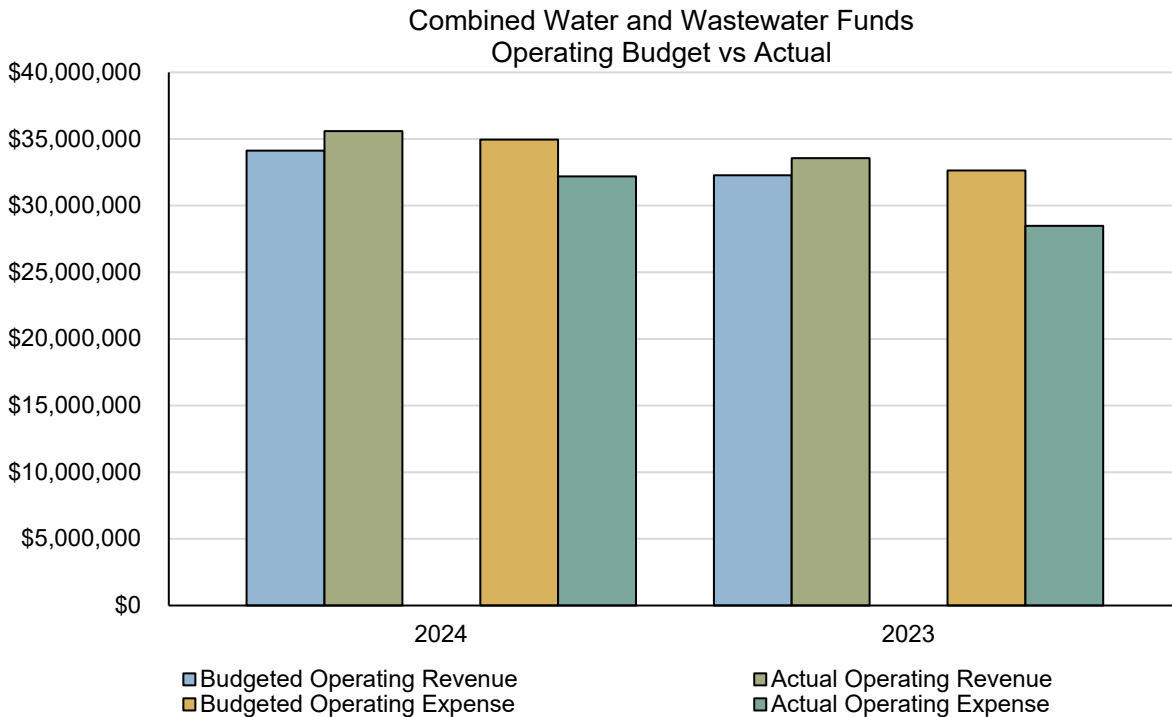 Combined Water and Wastewater Funds
Operating Budget vs Actual
$40,000,000
$35,000,000
$30,000,000
$25,000,000
$20,000,000
$15,000,000
$10,000,000
$5,000,000
$0
2024 2023
Budgeted Operating Revenue Actual Operating Revenue
Budgeted Operating Expense Actual Operating Expense